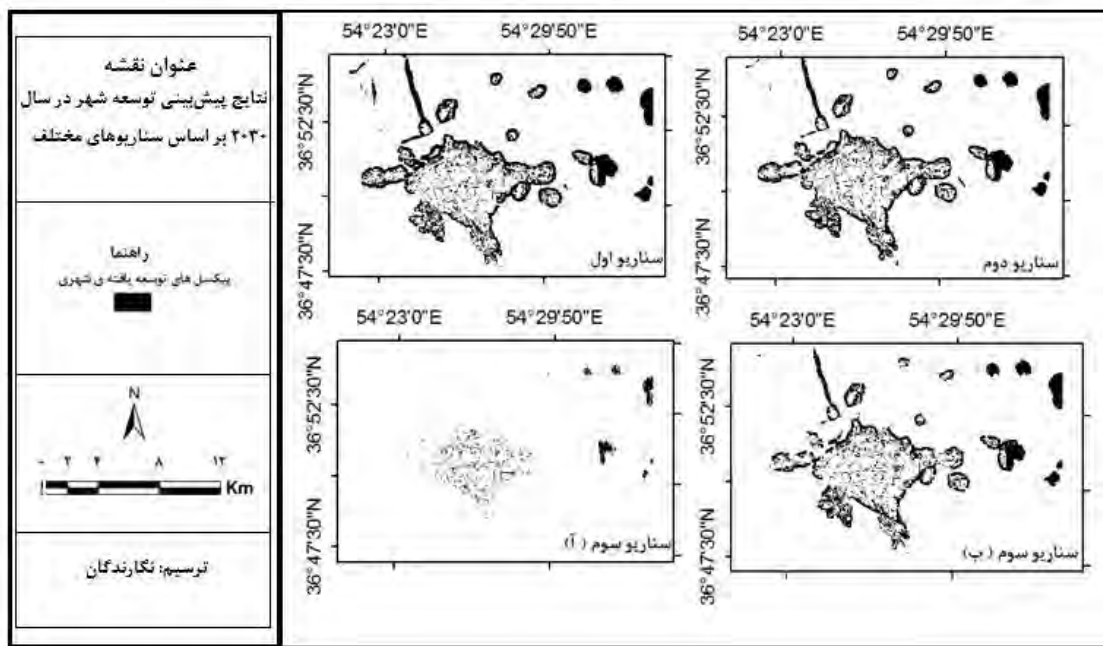 عنوان نقشه
نتایج پیش‌بینی توسعه شهر در سال
۲۰۳۰ بر اساس سناریوهای مختلف
راهنما
پیکسل های توسعه یافته ی شهری
N
۰ ۲ ۴ ۸ ۱۲
Km
ترسیم: نگارندگان
54°23'0"E 54°29'50"E
36°52'30"N
36°47'30"N
سناریو اول
54°23'0"E 54°29'50"E
36°52'30"N
36°47'30"N
سناریو دوم
54°23'0"E 54°29'50"E
36°52'30"N
36°47'30"N
سناریو سوم (آ)
54°23'0"E 54°29'50"E
36°52'30"N
36°47'30"N
سناریو سوم (ب)